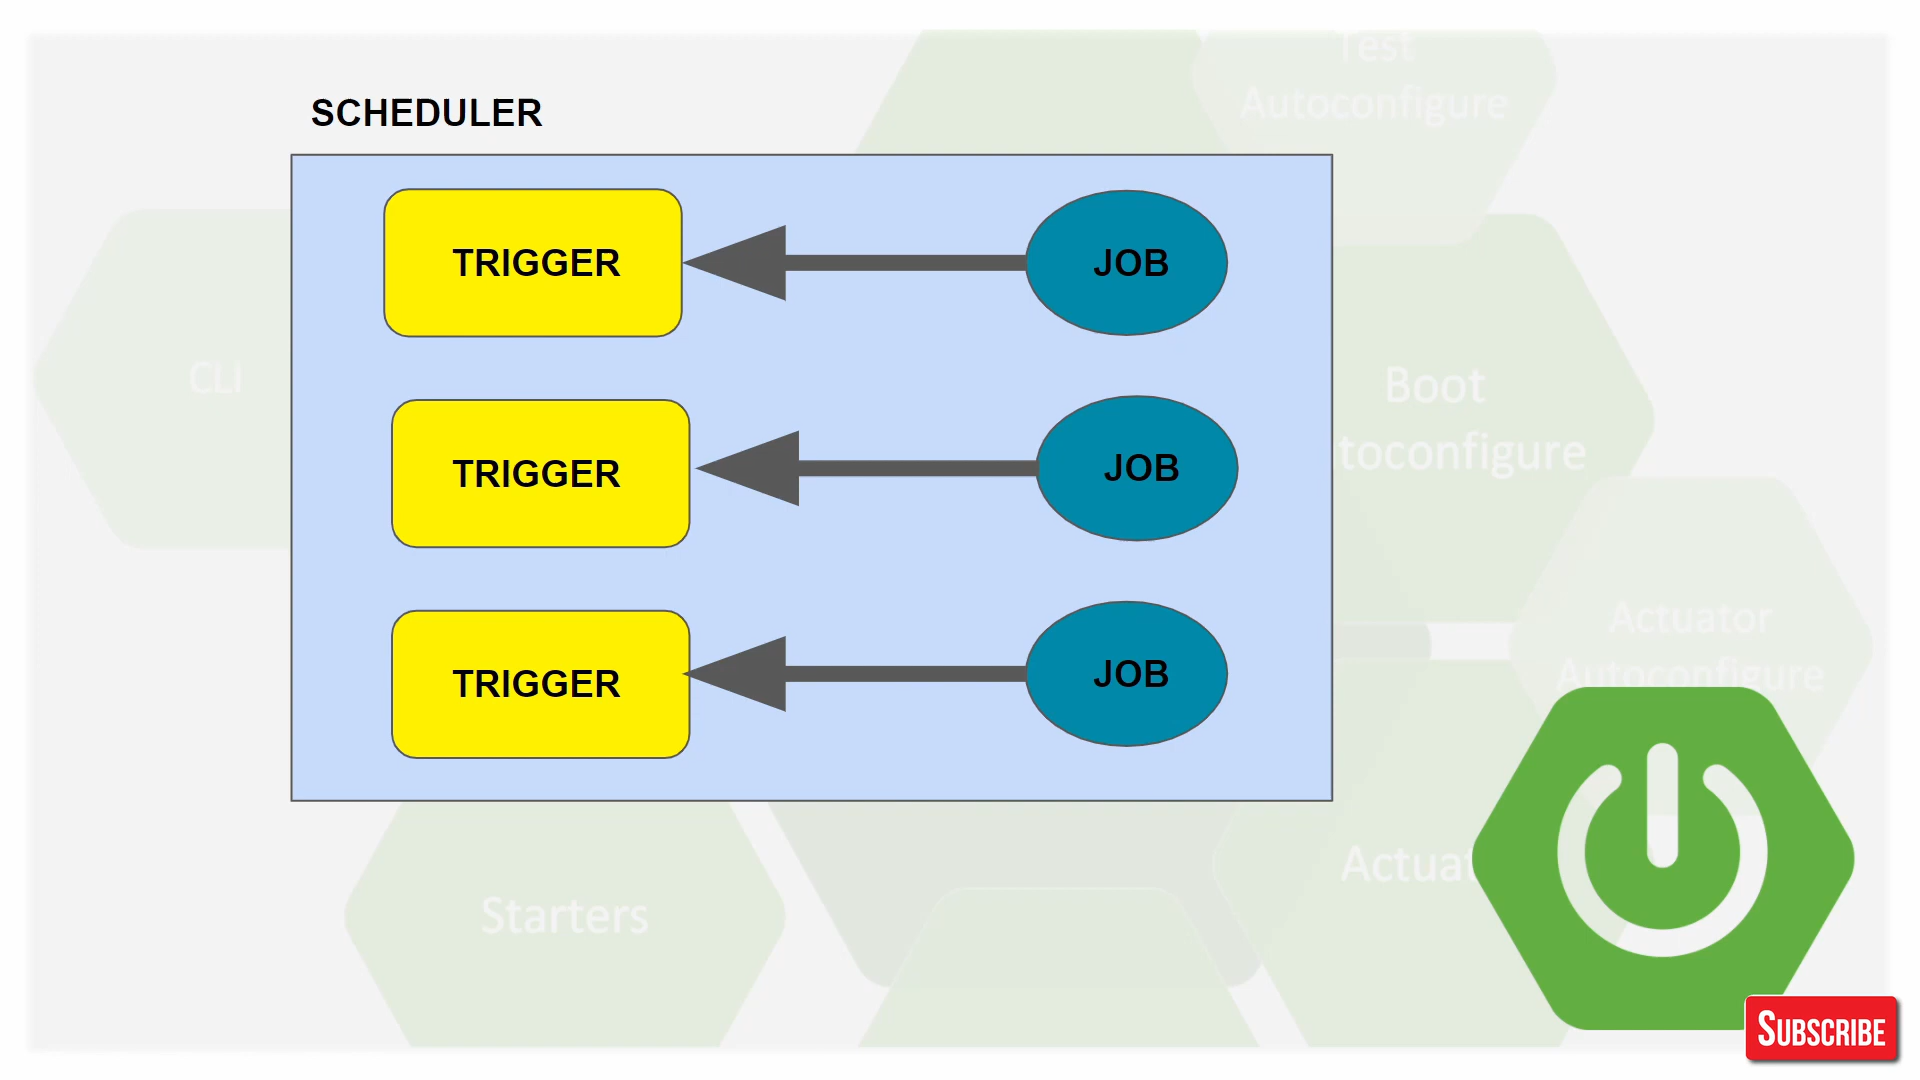 Test
Autoconfigure
SCHEDULER
TRIGGER
JOB
CLI
Boot
toconfigure
TRIGGER
JOB
Actuator
Autoconfigure
TRIGGER
JOB
Actuat
Starters
SUBSCRIBE